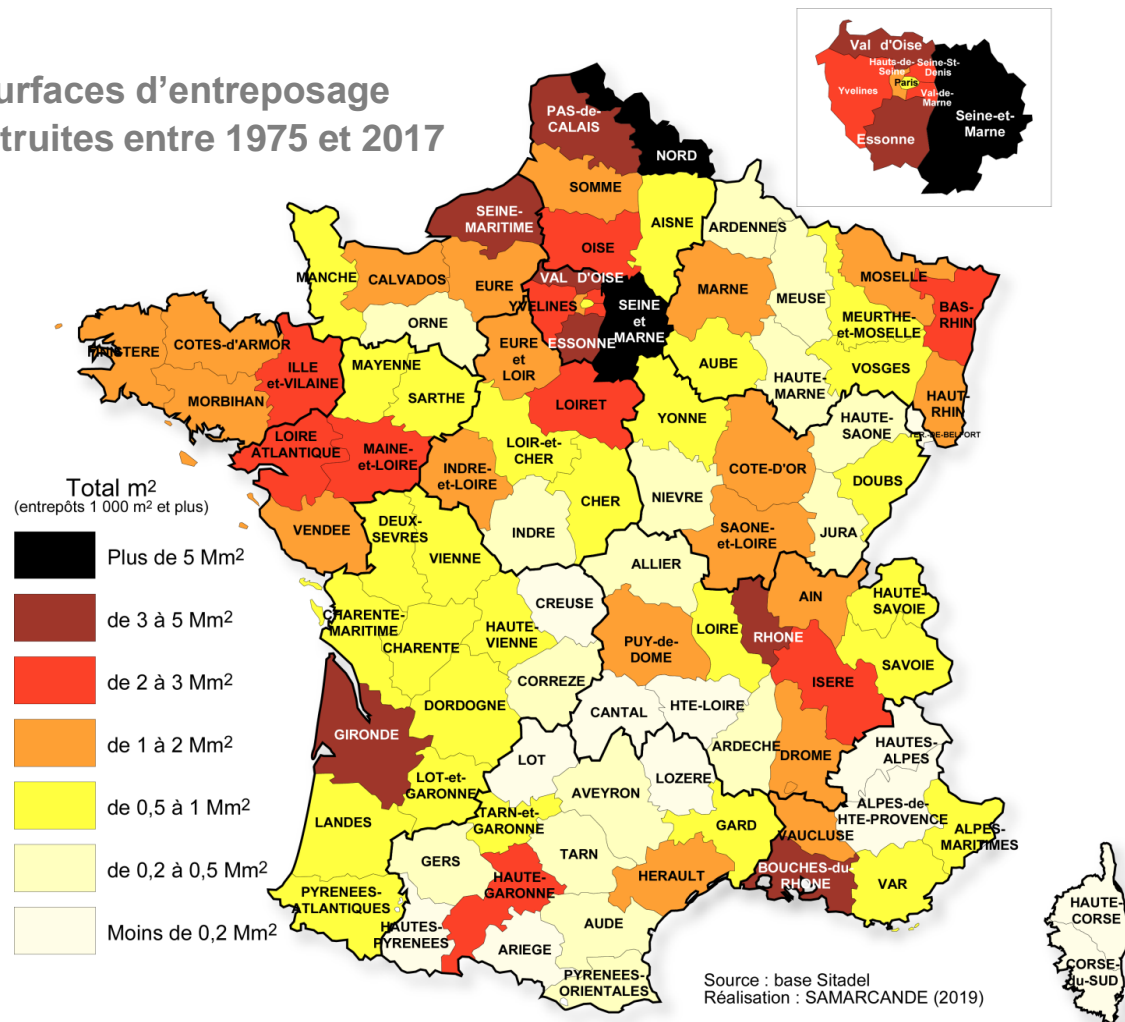 urfaces d'entreposage
truites entre 1975 et 2017
Val d'Oise
Hauts-de-
Seine
Seine-St-
Denis
Paris
Yvelines
Val-de-
Marne
Seine-et-
Marne
Essonne
PAS-de-
CALAIS
NORD
SOMME
SEINE-
MARITIME
AISNE
ARDENNES
OISE
MANCHE
CALVADOS
EURE
VAL D'OISE
YVELINES
SEINE
et
MARNE
ESSONNE
MARNE
MEUSE
MOSELLE
BAS-
RHIN
MEURTHE-
et-MOSELLE
ORNE
EURE
et
LOIR
AUBE
HAUTE-
MARNE
VOSGES
HAUT-
RHIN
FINISTERE
COTES-d'ARMOR
ILLE
et-VILAINE
MORBIHAN
MAYENNE
SARTHE
LOIRET
YONNE
HAUTE-
SAONE
TER.-DE-BELFORT
LOIRE
ATLANTIQUE
MAINE-
et-LOIRE
INDRE-
et-LOIRE
LOIR-et-
CHER
CHER
NIEVRE
COTE-D'OR
DOUBS
JURA
VENDEE
DEUX-
SEVRES
VIENNE
INDRE
SAONE-
et-LOIRE
ALLIER
CREUSE
CHARENTE-
MARITIME
CHARENTE
HAUTE-
VIENNE
PUY-de-
DOME
LOIRE
RHONE
AIN
HAUTE-
SAVOIE
SAVOIE
ISERE
CORREZE
DORDOGNE
GIRONDE
CANTAL
HTE-LOIRE
ARDECHE
DROME
HAUTES-
ALPES
LOT
LOZERE
AVEYRON
LOT-et-
GARONNE
LANDES
TARN-et-
GARONNE
GARD
VAUCLUSE
ALPES-de-
HTE-PROVENCE
ALPES-
MARITIMES
GERS
TARN
HAUTE-
GARONNE
HERAULT
BOUCHES-du-
RHONE
VAR
PYRENEES-
ATLANTIQUES
HAUTES-
PYRENEES
ARIEGE
AUDE
PYRENEES-
ORIENTALES
HAUTE-
CORSE
CORSE-
du-SUD
Total m²
(entrepôts 1 000 m² et plus)
Plus de 5 Mm²
de 3 à 5 Mm²
de 2 à 3 Mm²
de 1 à 2 Mm²
de 0,5 à 1 Mm²
de 0,2 à 0,5 Mm²
Moins de 0,2 Mm²
Source : base Sitadel
Réalisation : SAMARCANDE (2019)